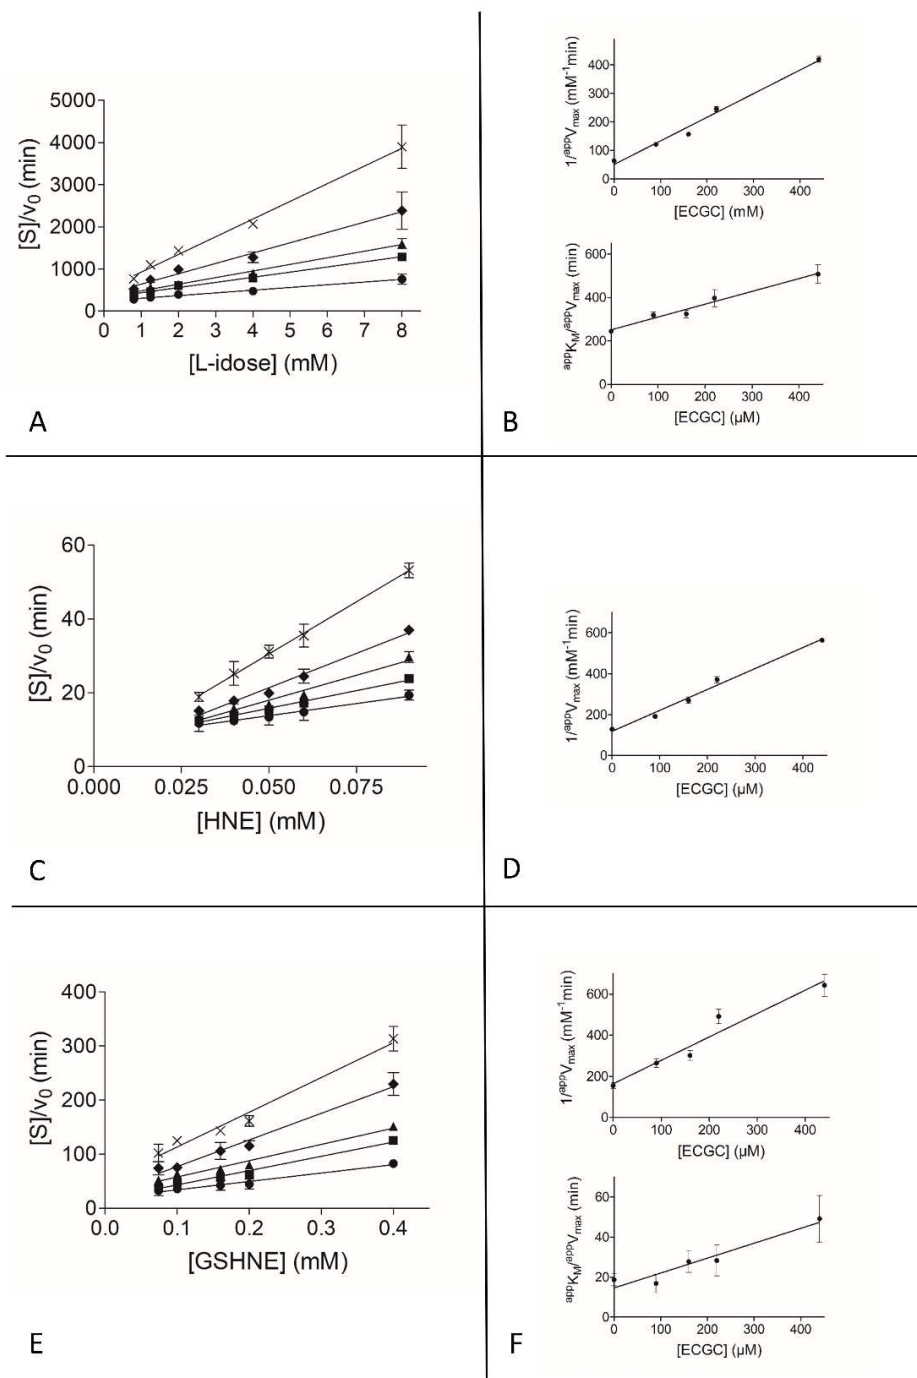 5000
4000
3000
2000
1000
0
[S]/v₀ (min)
0 1 2 3 4 5 6 7 8
[L-idose] (mM)
A
400
300
200
100
0
1/ᵃᵖᵖVₘₐₓ (mM⁻¹min)
0 100 200 300 400
[ECGC] (mM)
600
400
200
0
ᵃᵖᵖK_M/ᵃᵖᵖVₘₐₓ (min)
0 100 200 300 400
[ECGC] (µM)
B
60
40
20
0
[S]/v₀ (min)
0.000 0.025 0.050 0.075
[HNE] (mM)
C
600
400
200
0
1/ᵃᵖᵖVₘₐₓ (mM⁻¹min)
0 100 200 300 400
[ECGC] (µM)
D
400
300
200
100
0
[S]/v₀ (min)
0.0 0.1 0.2 0.3 0.4
[GSHNE] (mM)
E
600
400
200
0
1/ᵃᵖᵖVₘₐₓ (mM⁻¹min)
0 100 200 300 400
[ECGC] (µM)
60
40
20
0
ᵃᵖᵖK_M/ᵃᵖᵖVₘₐₓ (min)
0 100 200 300 400
[ECGC] (µM)
F